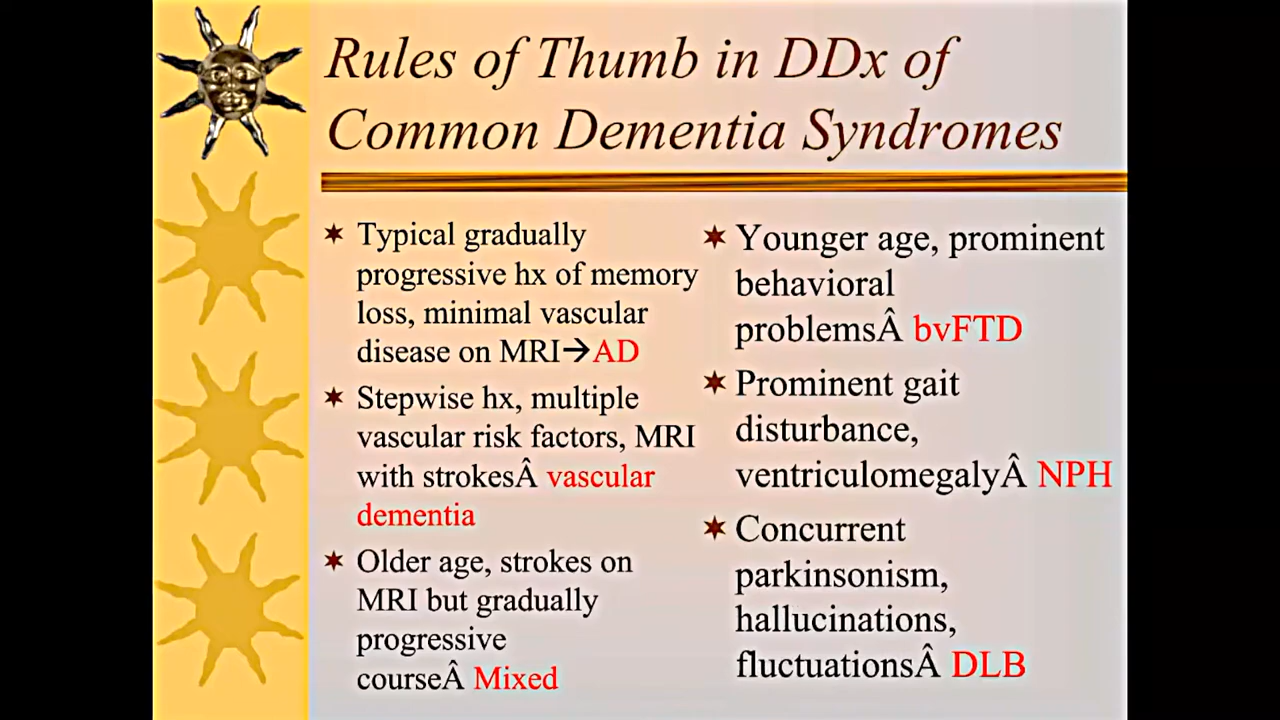 Rules of Thumb in DDx of
Common Dementia Syndromes
✶ Typical gradually
progressive hx of memory
loss, minimal vascular
disease on MRI→AD
✶ Stepwise hx, multiple
vascular risk factors, MRI
with strokesÂ vascular
dementia
✶ Older age, strokes on
MRI but gradually
progressive
courseÂ Mixed
✶ Younger age, prominent
behavioral
problemsÂ bvFTD
✶ Prominent gait
disturbance,
ventriculomegalyÂ NPH
✶ Concurrent
parkinsonism,
hallucinations,
fluctuationsÂ DLB